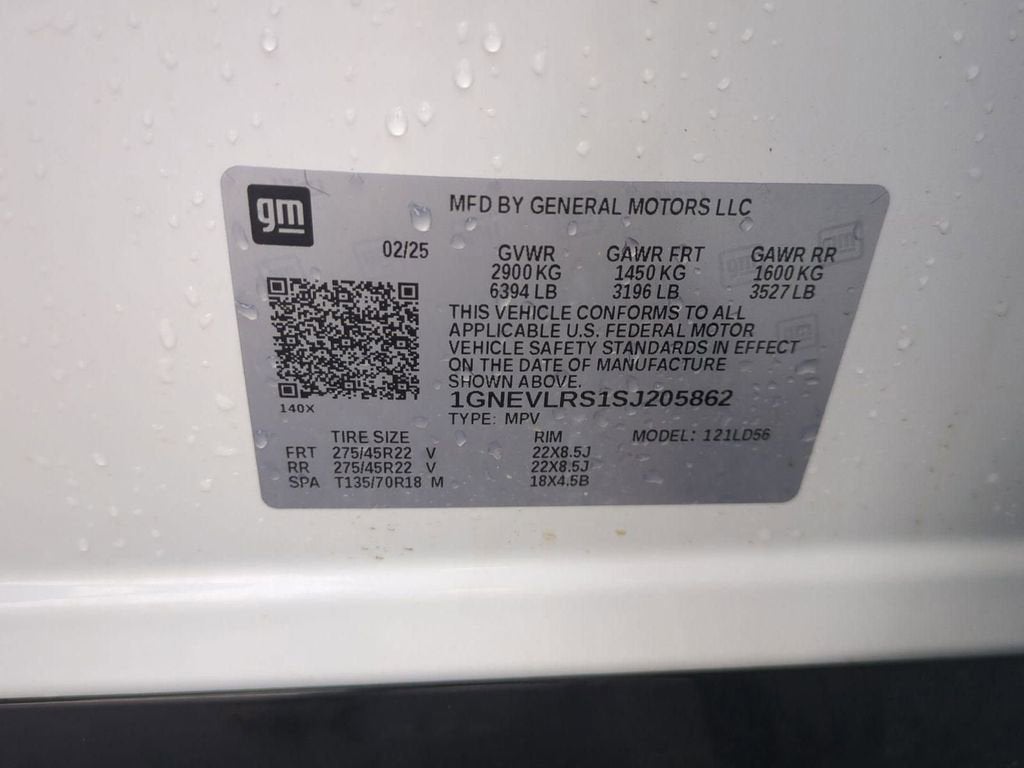 gm
MFD BY GENERAL MOTORS LLC
02/25 GVWR GAWR FRT GAWR RR
2900 KG 1450 KG 1600 KG
6394 LB 3196 LB 3527 LB
THIS VEHICLE CONFORMS TO ALL
APPLICABLE U.S. FEDERAL MOTOR
VEHICLE SAFETY STANDARDS IN EFFECT
ON THE DATE OF MANUFACTURE
SHOWN ABOVE.
1GNEVLRS1SJ205862
140X
TYPE: MPV
TIRE SIZE RIM MODEL: 121LD56
FRT 275/45R22 V 22X8.5J
RR 275/45R22 V 22X8.5J
SPA T135/70R18 M 18X4.5B